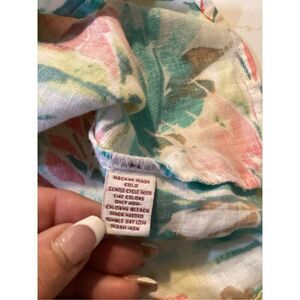 MACHINE WASH
COLD
GENTLE CYCLE WITH
LIKE COLORS
ONLY NON-
CHLORINE BLEACH
WHEN NEEDED
TUMBLE DRY LOW
WARM IRON